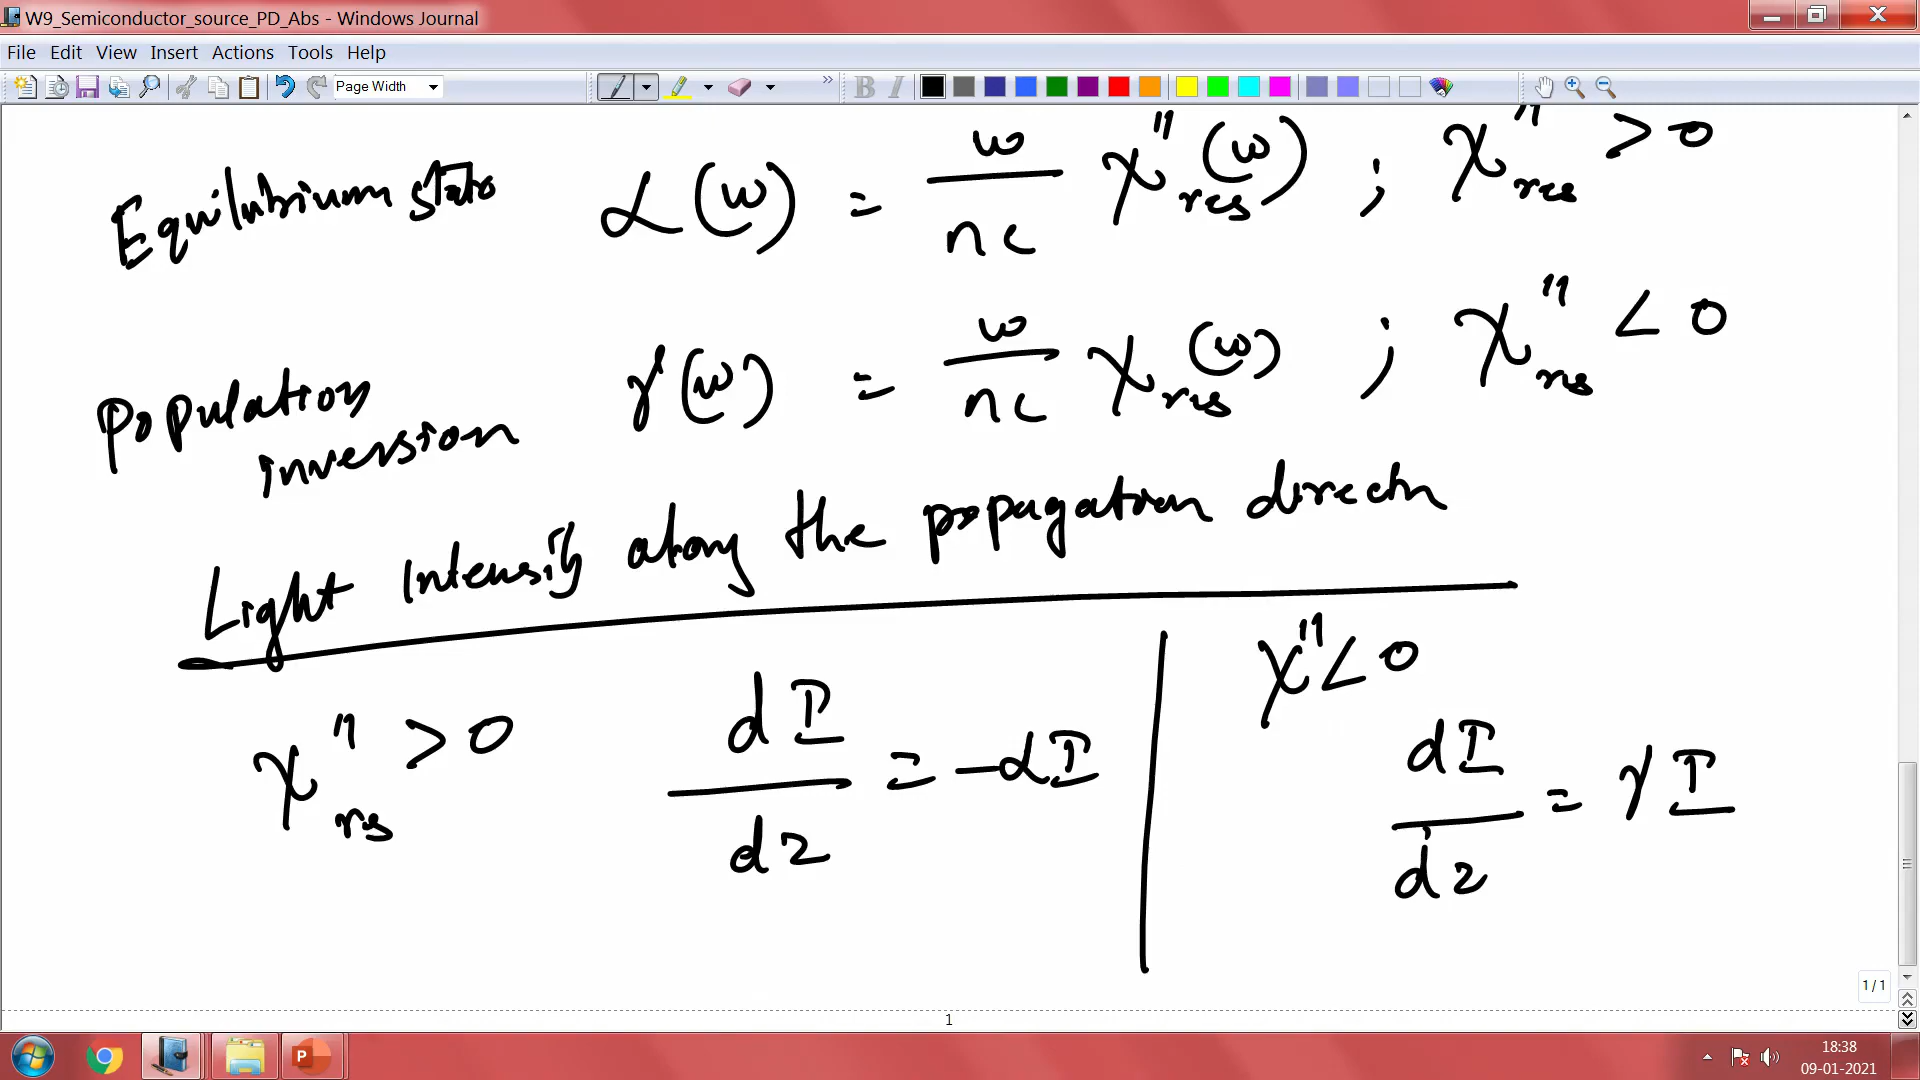 W9_Semiconductor_source_PD_Abs - Windows Journal
File Edit View Insert Actions Tools Help
Page Width
B I
Equilibrium state α(ω) = ω/nc χ''res(ω) ; χ''res > 0
Population inversion γ(ω) = ω/nc χres(ω) ; χ''res < 0
Light intensity along the propagation directn
χ''res > 0 dI/dz = -αI
χ'' < 0
dI/dz = γI
1 / 1
1
18:38
09-01-2021